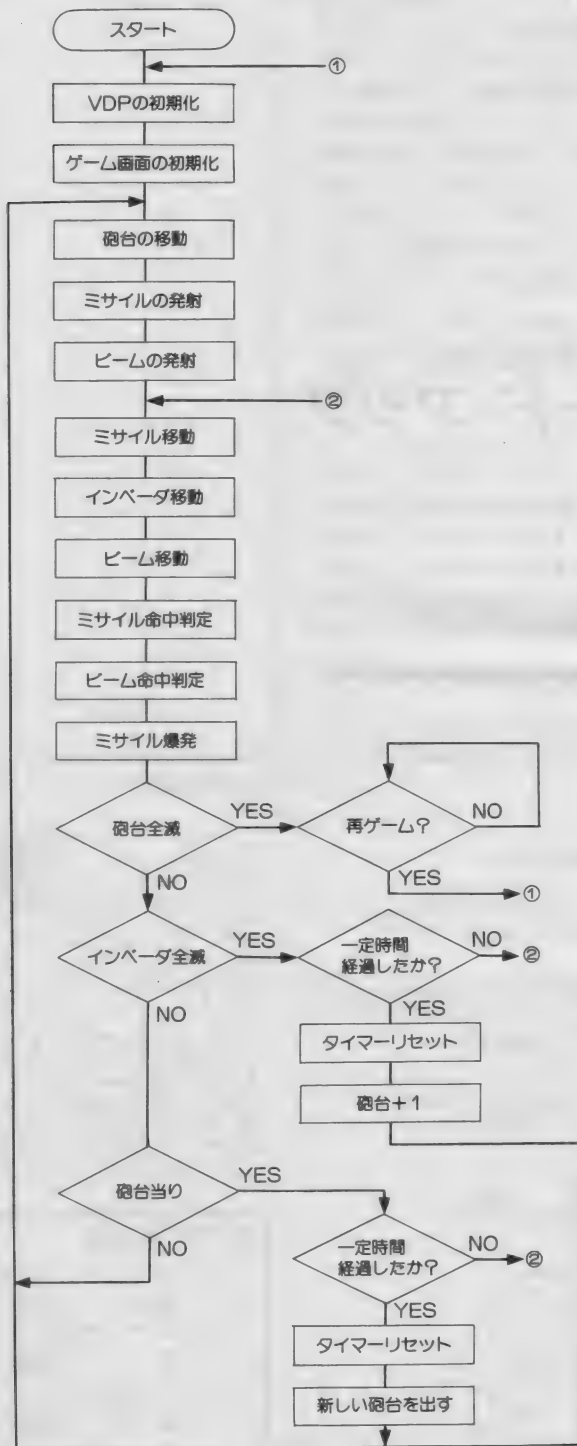 スタート
①
VDPの初期化
ゲーム画面の初期化
砲台の移動
ミサイルの発射
ビームの発射
②
ミサイル移動
インベーダ移動
ビーム移動
ミサイル命中判定
ビーム命中判定
ミサイル爆発
砲台全滅
YES
再ゲーム?
NO
NO
YES
①
インベーダ全滅
YES
一定時間
経過したか?
NO
②
NO
YES
タイマーリセット
砲台+1
砲台当り
YES
NO
一定時間
経過したか?
NO
②
YES
タイマーリセット
新しい砲台を出す